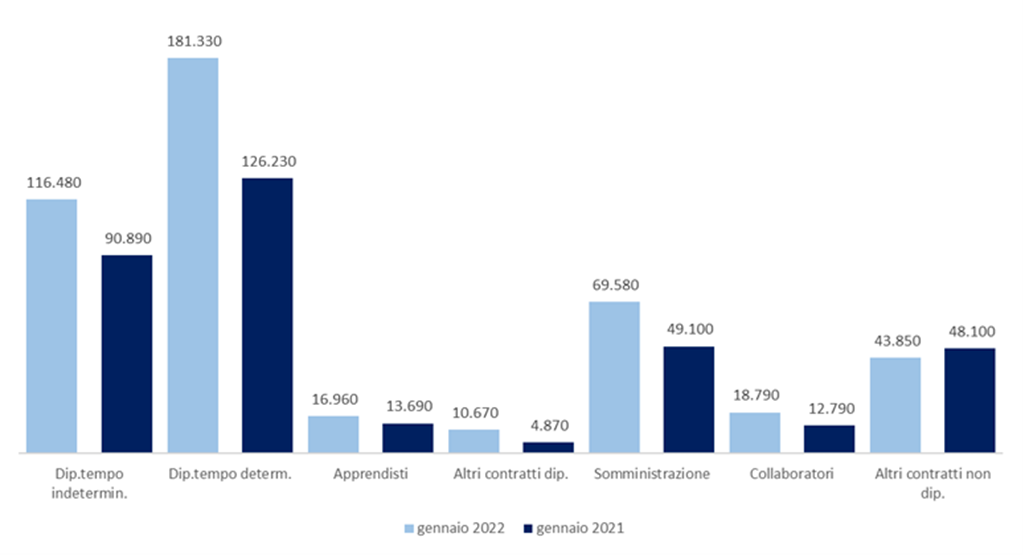 181.330
126.230
116.480
90.890
69.580
49.100
48.100
43.850
16.960
13.690
10.670
4.870
18.790
12.790
Dip.tempo
indetermin.
Dip.tempo determ.
Apprendisti
Altri contratti dip.
Somministrazione
Collaboratori
Altri contratti non
dip.
gennaio 2022
gennaio 2021